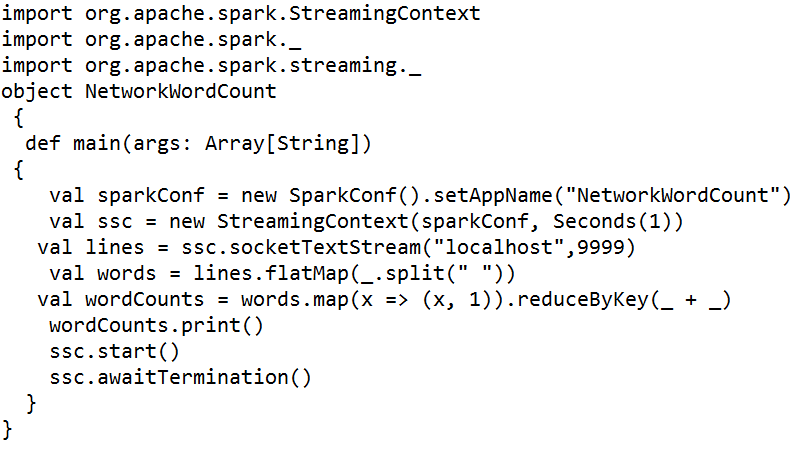 import org.apache.spark.StreamingContext
import org.apache.spark._
import org.apache.spark.streaming._
object NetworkWordCount
 {
  def main(args: Array[String])
 {
    val sparkConf = new SparkConf().setAppName("NetworkWordCount")
    val ssc = new StreamingContext(sparkConf, Seconds(1))
   val lines = ssc.socketTextStream("localhost",9999)
    val words = lines.flatMap(_.split(" "))
   val wordCounts = words.map(x => (x, 1)).reduceByKey(_ + _)
    wordCounts.print()
    ssc.start()
    ssc.awaitTermination()
  }
}